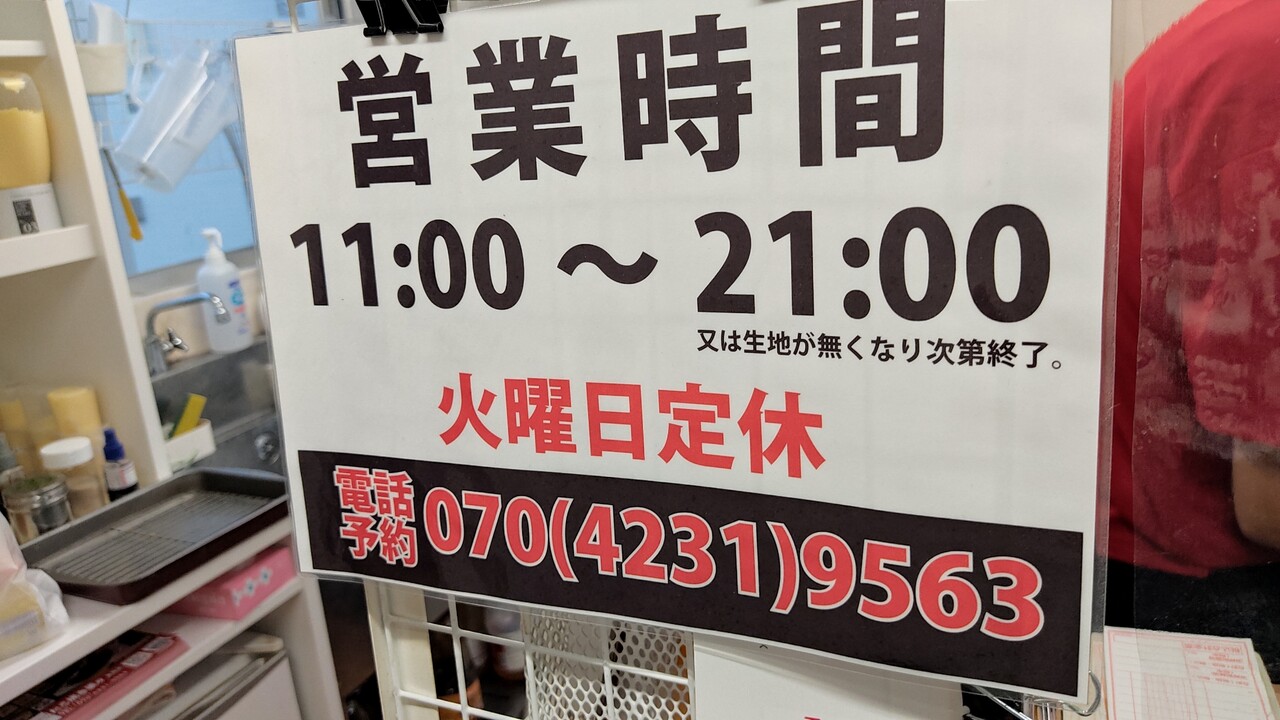 営業時間
11:00 〜 21:00
又は生地が無くなり次第終了。
火曜日定休
電話予約 070(4231)9563